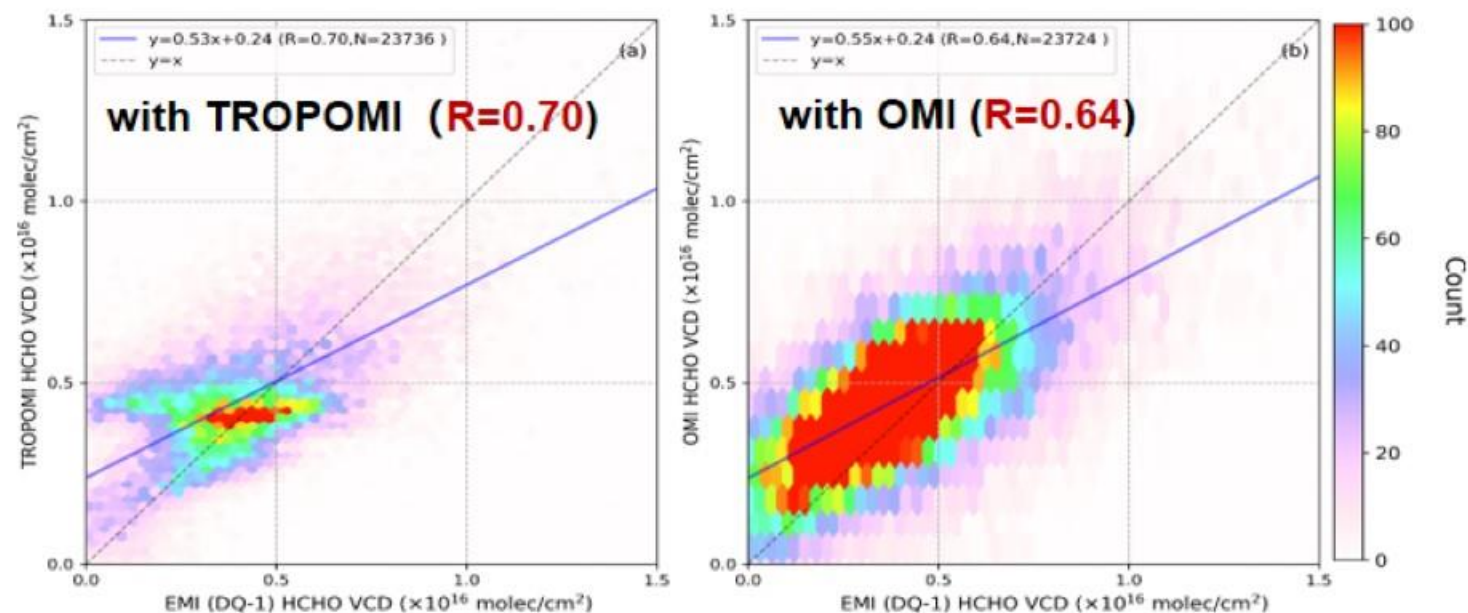 y=0.53x+0.24 (R=0.70,N=23736 )
y=x
(a)
with TROPOMI (R=0.70)
TROPOMI HCHO VCD (×10¹⁶ molec/cm²)
1.5
1.0
0.5
0.0
0.0 0.5 1.0 1.5
EMI (DQ-1) HCHO VCD (×10¹⁶ molec/cm²)
y=0.55x+0.24 (R=0.64,N=23724 )
y=x
(b)
with OMI (R=0.64)
OMI HCHO VCD (×10¹⁶ molec/cm²)
1.5
1.0
0.5
0.0
0.0 0.5 1.0 1.5
EMI (DQ-1) HCHO VCD (×10¹⁶ molec/cm²)
100
80
60
40
20
0
Count